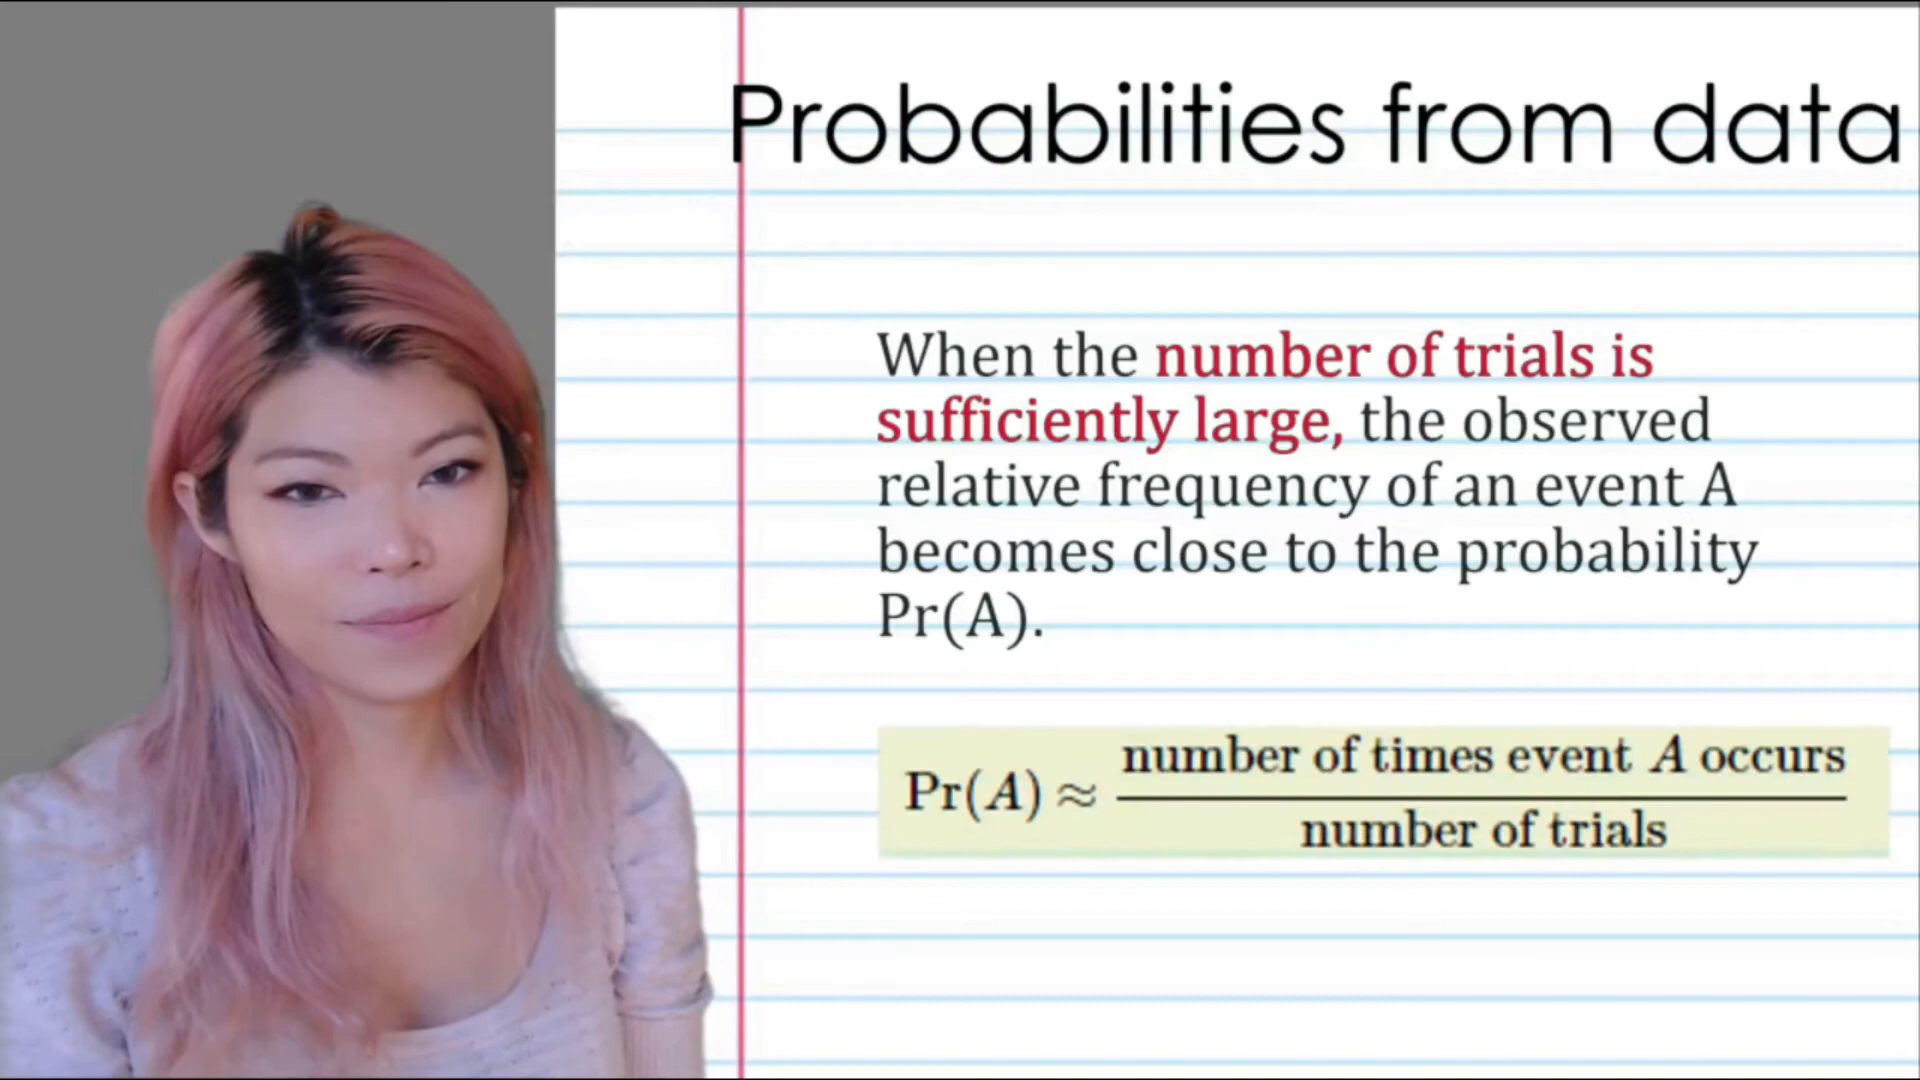 Probabilities from data
When the number of trials is
sufficiently large, the observed
relative frequency of an event A
becomes close to the probability
Pr(A).
Pr(A) ≈ number of times event A occurs
number of trials